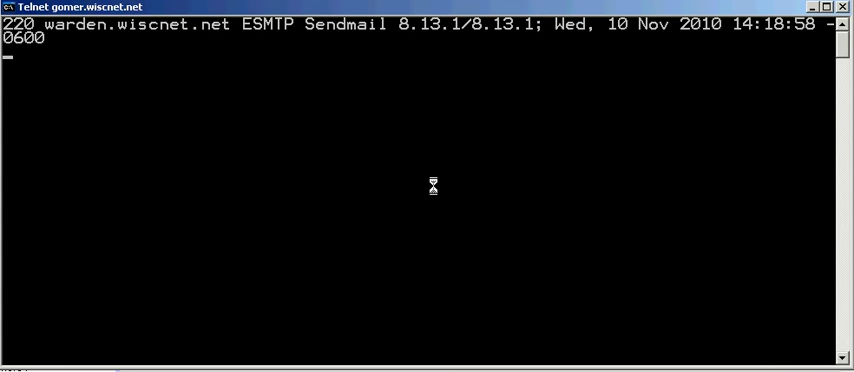 Telnet gomer.wiscnet.net
220 warden.wiscnet.net ESMTP Sendmail 8.13.1/8.13.1; Wed, 10 Nov 2010 14:18:58 -
0600